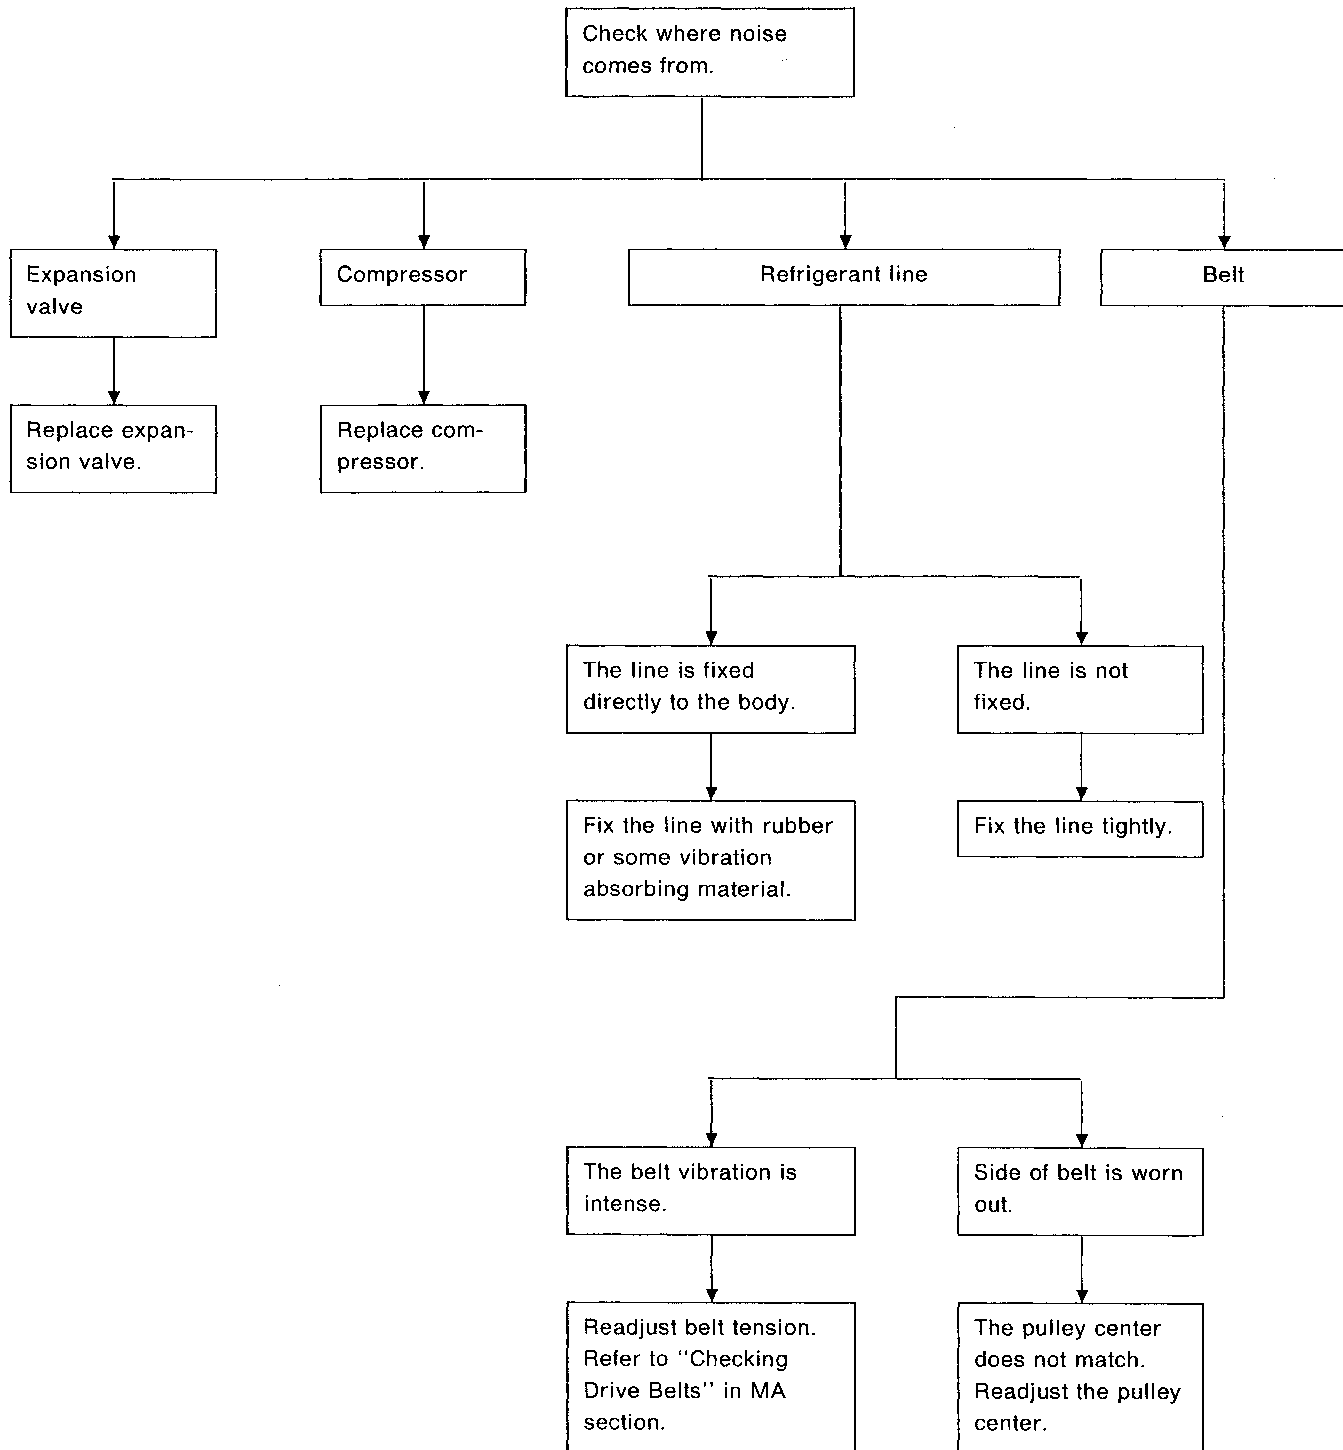 Check where noise
comes from.
Expansion
valve
Compressor
Refrigerant line
Belt
Replace expan-
sion valve.
Replace com-
pressor.
The line is fixed
directly to the body.
The line is not
fixed.
Fix the line with rubber
or some vibration
absorbing material.
Fix the line tightly.
The belt vibration is
intense.
Side of belt is worn
out.
Readjust belt tension.
Refer to "Checking
Drive Belts" in MA
section.
The pulley center
does not match.
Readjust the pulley
center.